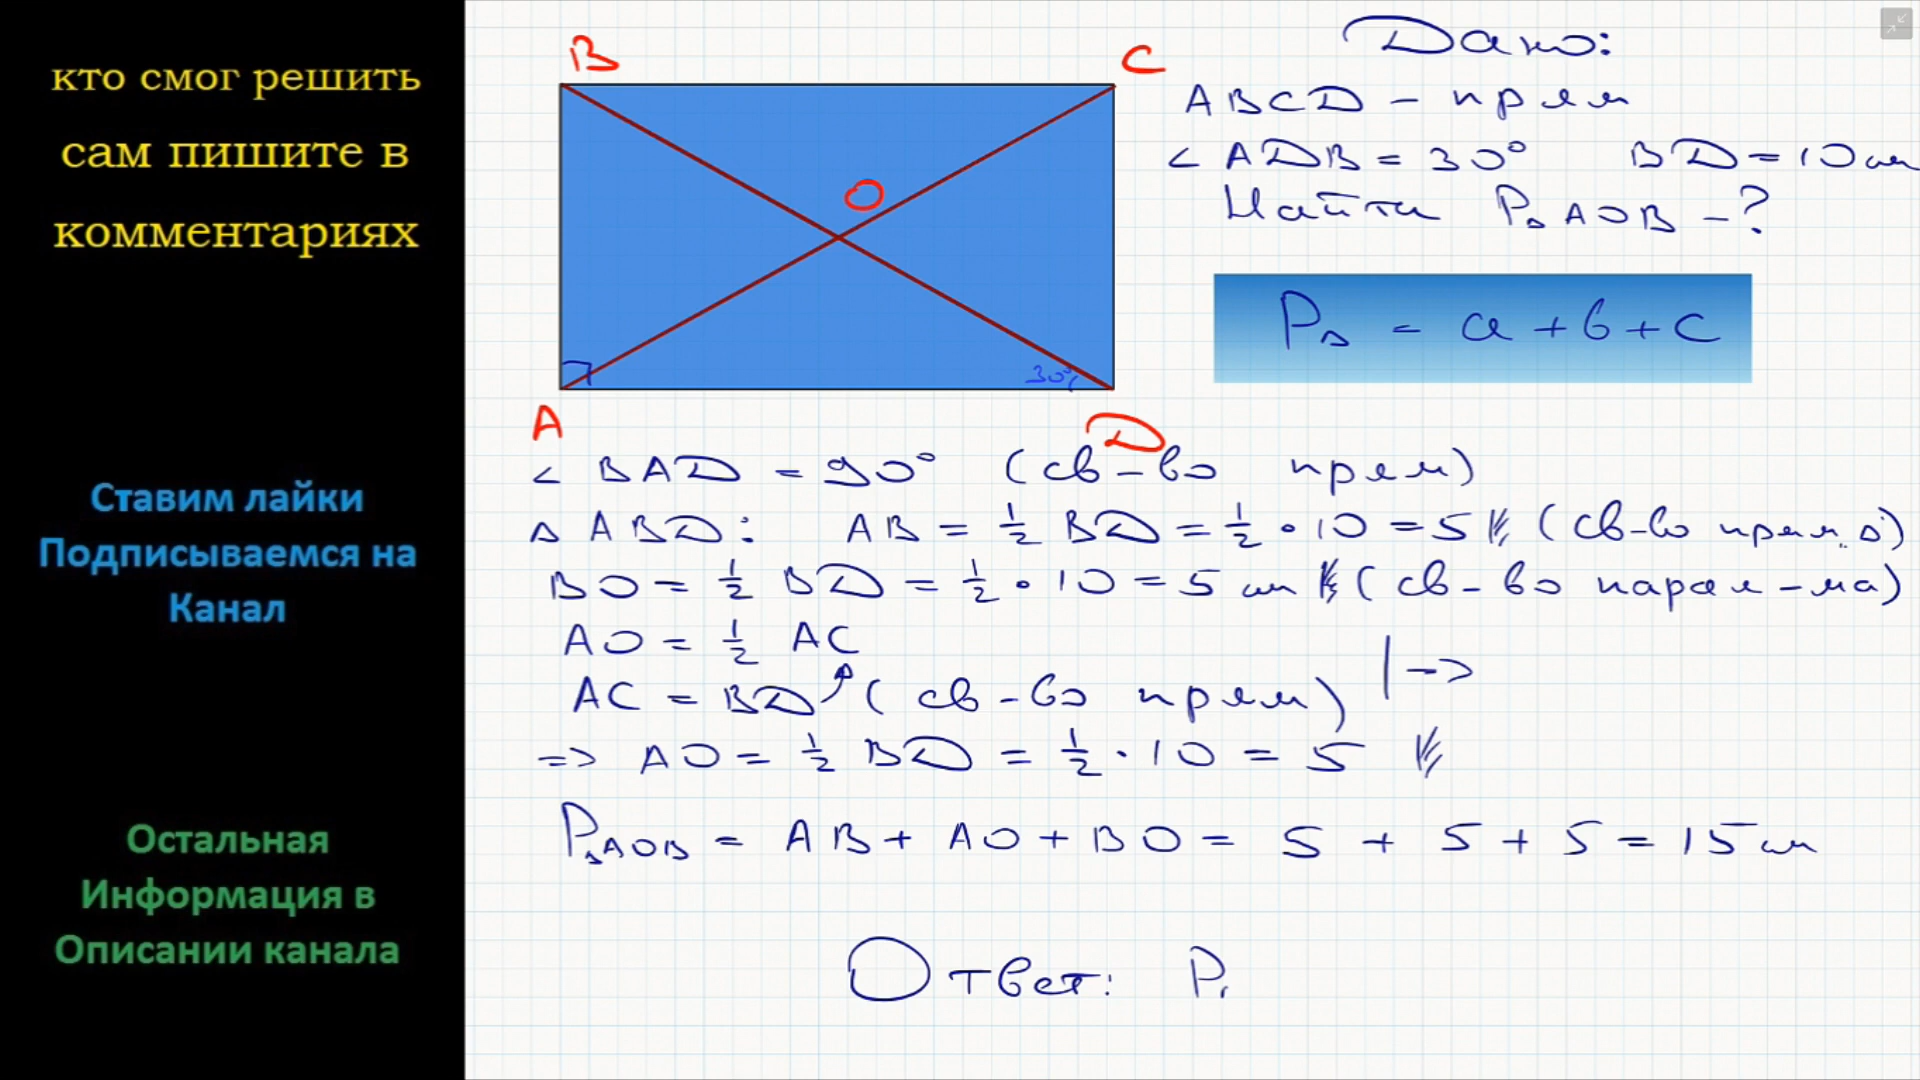 кто смог решить
сам пишите в
комментариях
Ставим лайки
Подписываемся на
Канал
Остальная
Информация в
Описании канала
B
C
O
30°
A
D
Дано:
ABCD – прям
∠ ADB = 30° BD = 10 см
Найти P△AOB – ?
P△ = a + b + c
∠ BAD = 90° (св-во прям)
△ ABD: AB = 1/2 BD = 1/2 · 10 = 5 (св-во прям. △)
BO = 1/2 BD = 1/2 · 10 = 5 см (св-во парал-ма)
AO = 1/2 AC
AC = BD (св-во прям) | =>
=> AO = 1/2 BD = 1/2 · 10 = 5
P△AOB = AB + AO + BO = 5 + 5 + 5 = 15 см
Ответ: P